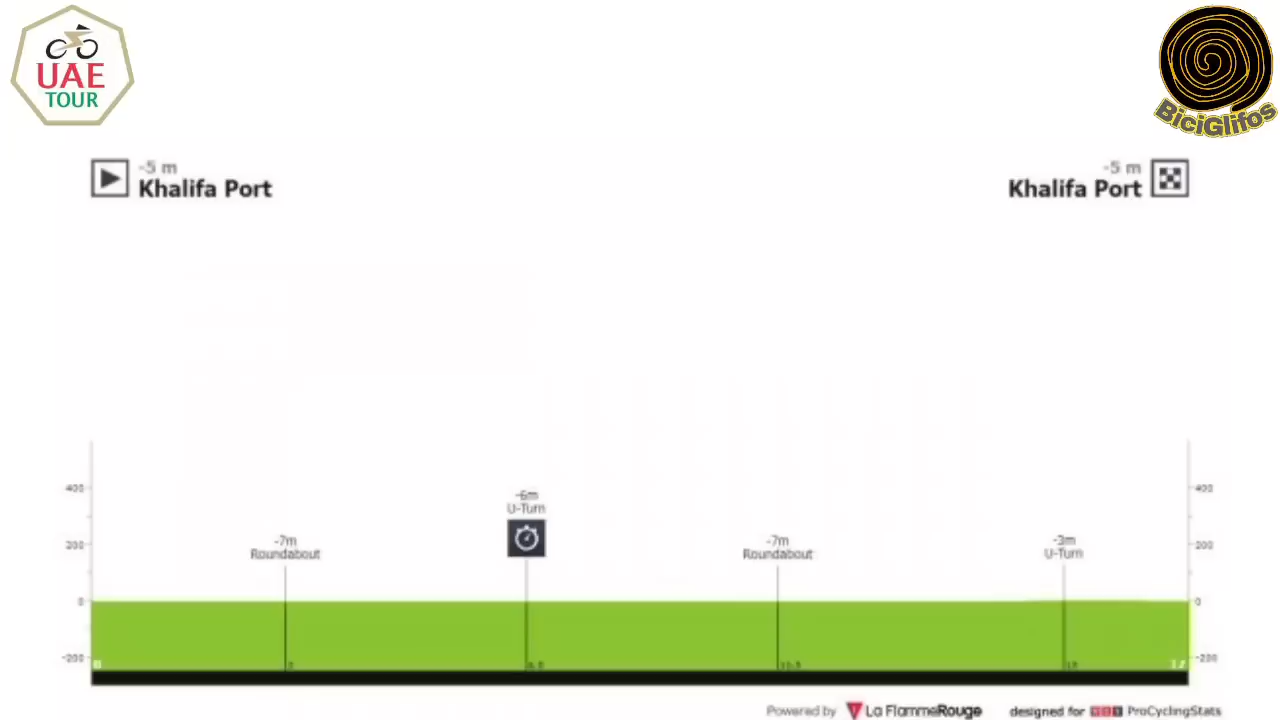 UAE
TOUR
BiciGlifos
-5 m
Khalifa Port
-5 m
Khalifa Port
-6m
U-Turn
-7m
Roundabout
-7m
Roundabout
-3m
U-Turn
400
400
200
200
0
0
-200
-200
Powered by La FlammeRouge designed for PCS ProCyclingStats